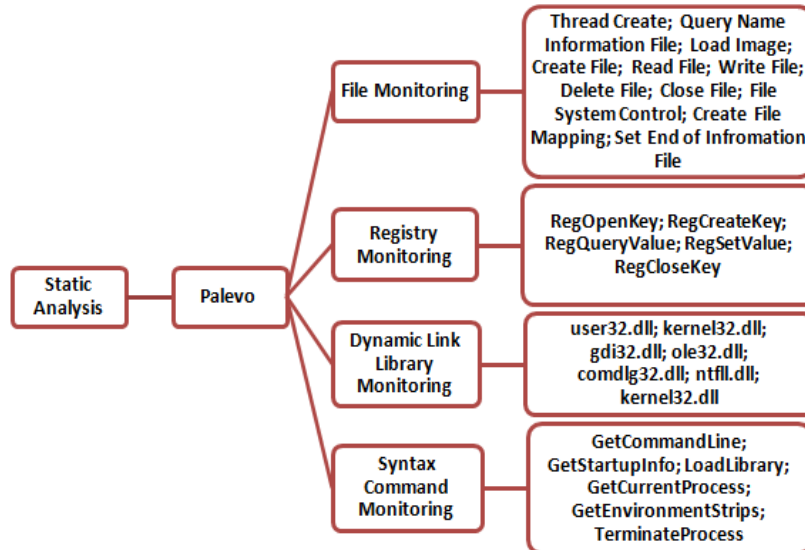 Static
Analysis
Palevo
File Monitoring
Thread Create; Query Name
Information File; Load Image;
Create File; Read File; Write File;
Delete File; Close File; File
System Control; Create File
Mapping; Set End of Infromation
File
Registry
Monitoring
RegOpenKey; RegCreateKey;
RegQueryValue; RegSetValue;
RegCloseKey
Dynamic Link
Library
Monitoring
user32.dll; kernel32.dll;
gdi32.dll; ole32.dll;
comdlg32.dll; ntfll.dll;
kernel32.dll
Syntax
Command
Monitoring
GetCommandLine;
GetStartupInfo; LoadLibrary;
GetCurrentProcess;
GetEnvironmentStrips;
TerminateProcess